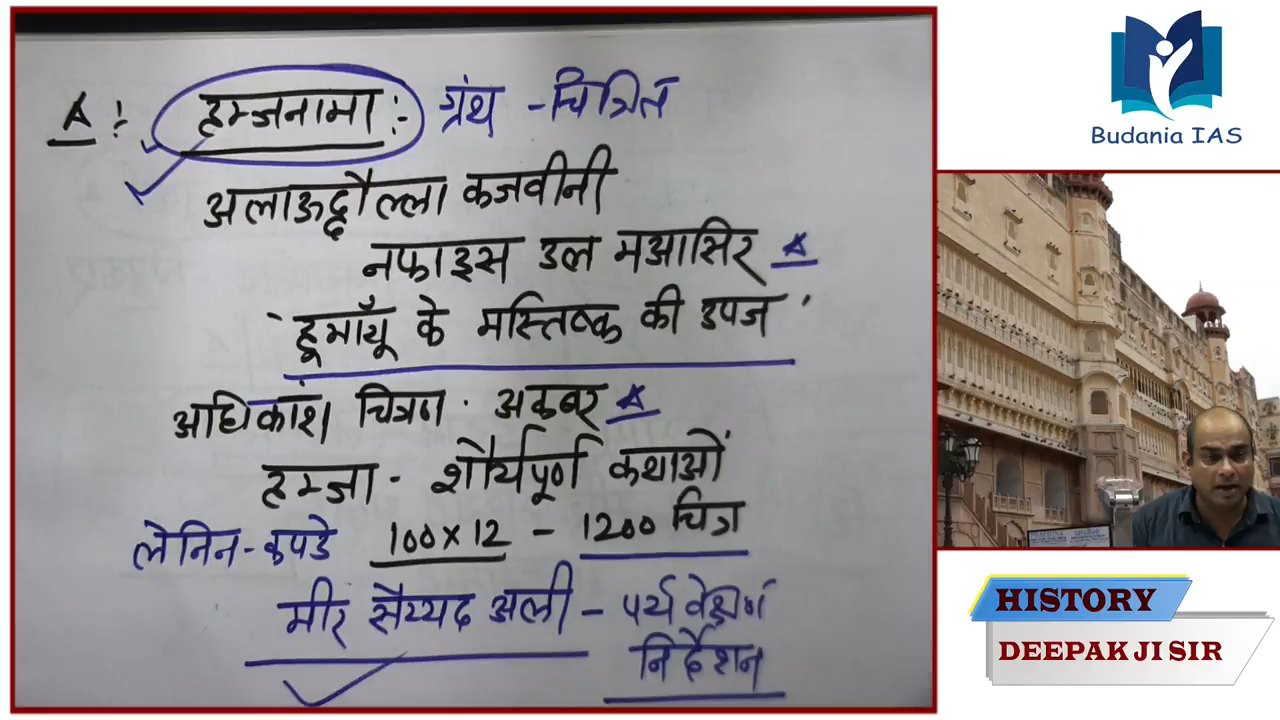 A :- हम्जनामा :- ग्रंथ - चित्रित
अलाऊद्दौल्ला कजवीनी
नफाइस उल मआसिर
' हूमाँयू के मस्तिष्क की उपज '
अधिकांश चित्रण . अकबर
हम्जा - शौर्यपूर्ण कथाओं
लेनिन - कपडे 100 x 12 - 1200 चित्र
मीर सैय्यद अली - पर्यवेक्षण
निर्देशन
Budania IAS
HISTORY
DEEPAK JI SIR